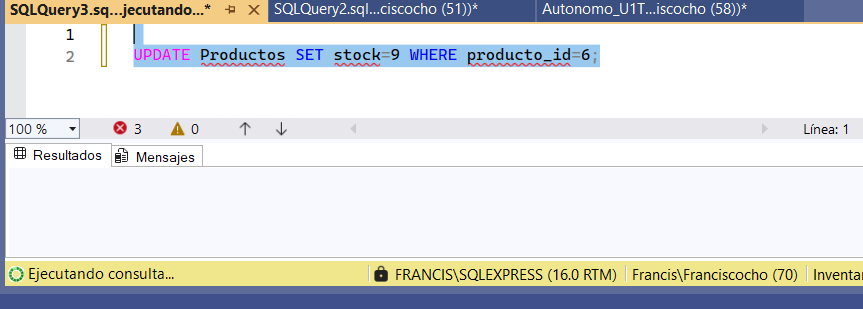 SQLQuery3.sq...jecutando...* SQLQuery2.sql...ciscocho (51))* Autonomo_U1T...iscocho (58))*
1
2 UPDATE Productos SET stock=9 WHERE producto_id=6;
100 % 3 0 Línea: 1
Resultados Mensajes
Ejecutando consulta... FRANCIS\SQLEXPRESS (16.0 RTM) Francis\Franciscocho (70) Inventar